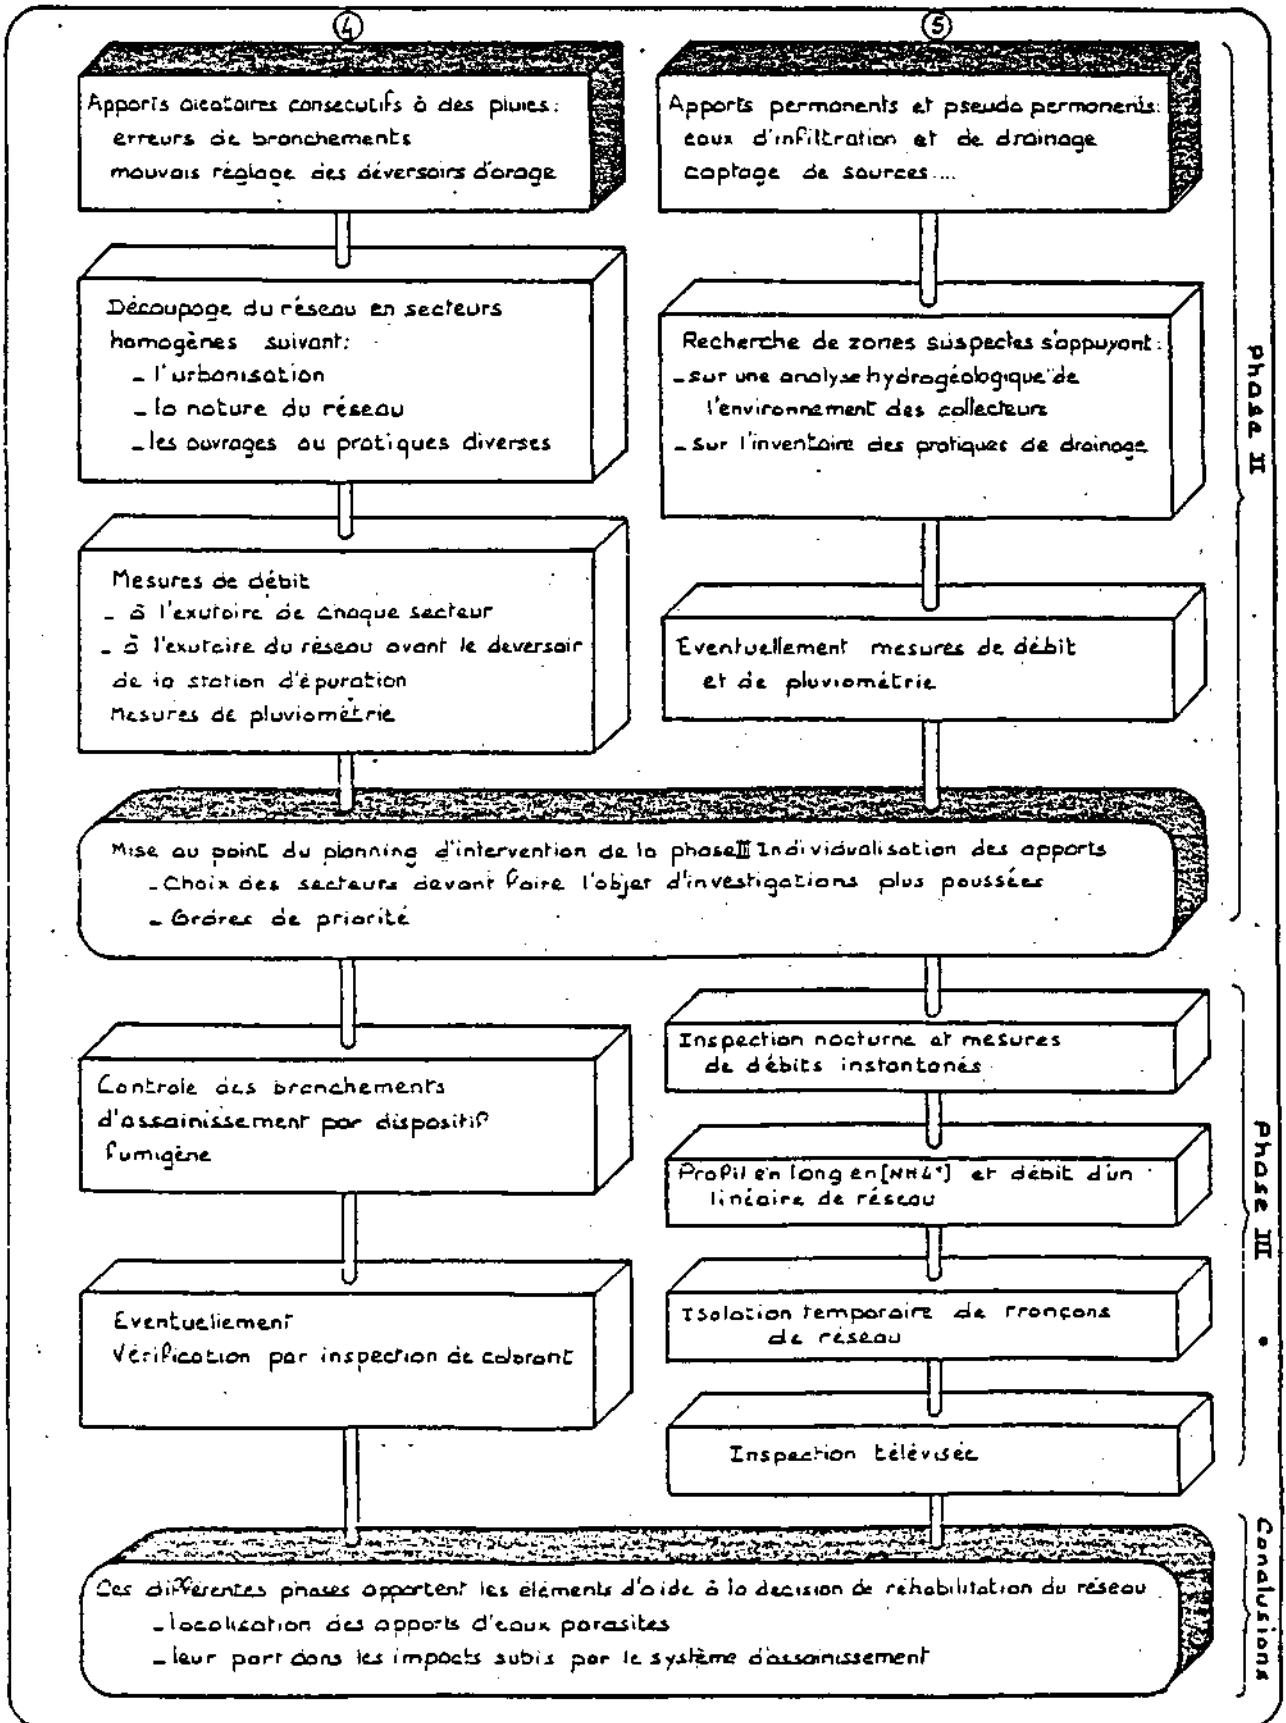 4
Apports aléatoires consécutifs à des pluies:
erreurs de branchements
mauvais réglage des déversoirs d'orage
Découpage du réseau en secteurs
homogènes suivant:
- l'urbanisation
- la nature du réseau
- les ouvrages ou pratiques diverses
Mesures de débit
- à l'exutoire de chaque secteur
- à l'exutoire du réseau avant le deversoir
de la station d'épuration
Mesures de pluviométrie
5
Apports permanents et pseudo permanents:
eaux d'infiltration et de drainage
captage de sources....
Recherche de zones suspectes s'appuyant:
- sur une analyse hydrogéologique de
l'environnement des collecteurs
- sur l'inventaire des pratiques de drainage
Eventuellement mesures de débit
et de pluviométrie
Phase II
Mise au point du planning d'intervention de la phase III Individualisation des apports
- Choix des secteurs devant faire l'objet d'investigations plus poussées
- Ordres de priorité
Controle des branchements
d'assainissement par dispositif
fumigène
Eventuellement
Vérification par inspection de colorant
Inspection nocturne et mesures
de débits instantanés
Profil en long en [NH4+] et débit d'un
linéaire de réseau
Isolation temporaire de tronçons
de réseau
Inspection télévisée
Phase III
Ces différentes phases apportent les éléments d'aide à la decision de réhabilitation du réseau
- localisation des apports d'eaux parasites
- leur part dans les impacts subis par le système d'assainissement
Conclusions